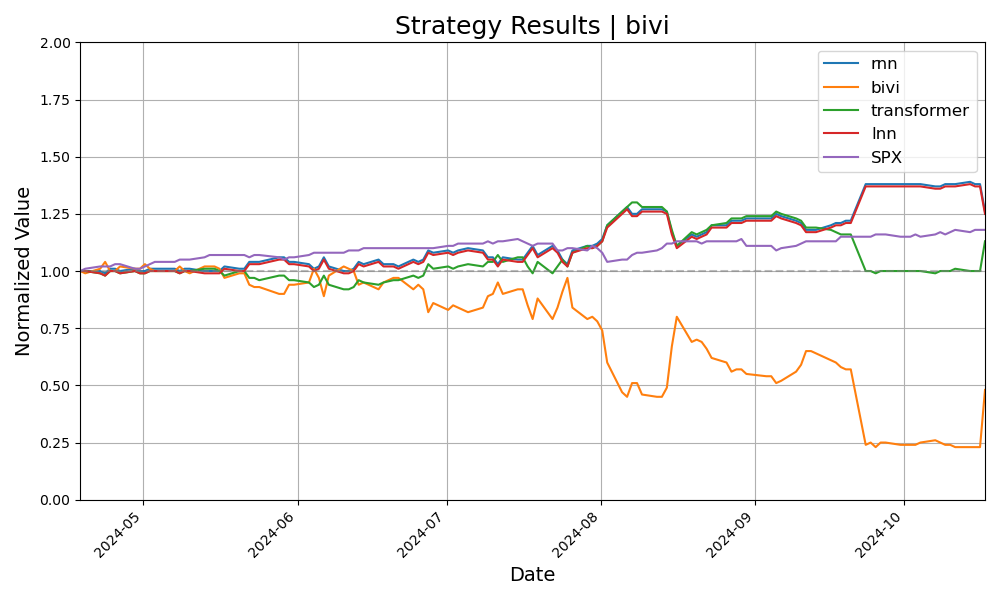 Strategy Results | bivi
Normalized Value
2.00
1.75
1.50
1.25
1.00
0.75
0.50
0.25
0.00
rnn
bivi
transformer
lnn
SPX
2024-05
2024-06
2024-07
2024-08
2024-09
2024-10
Date